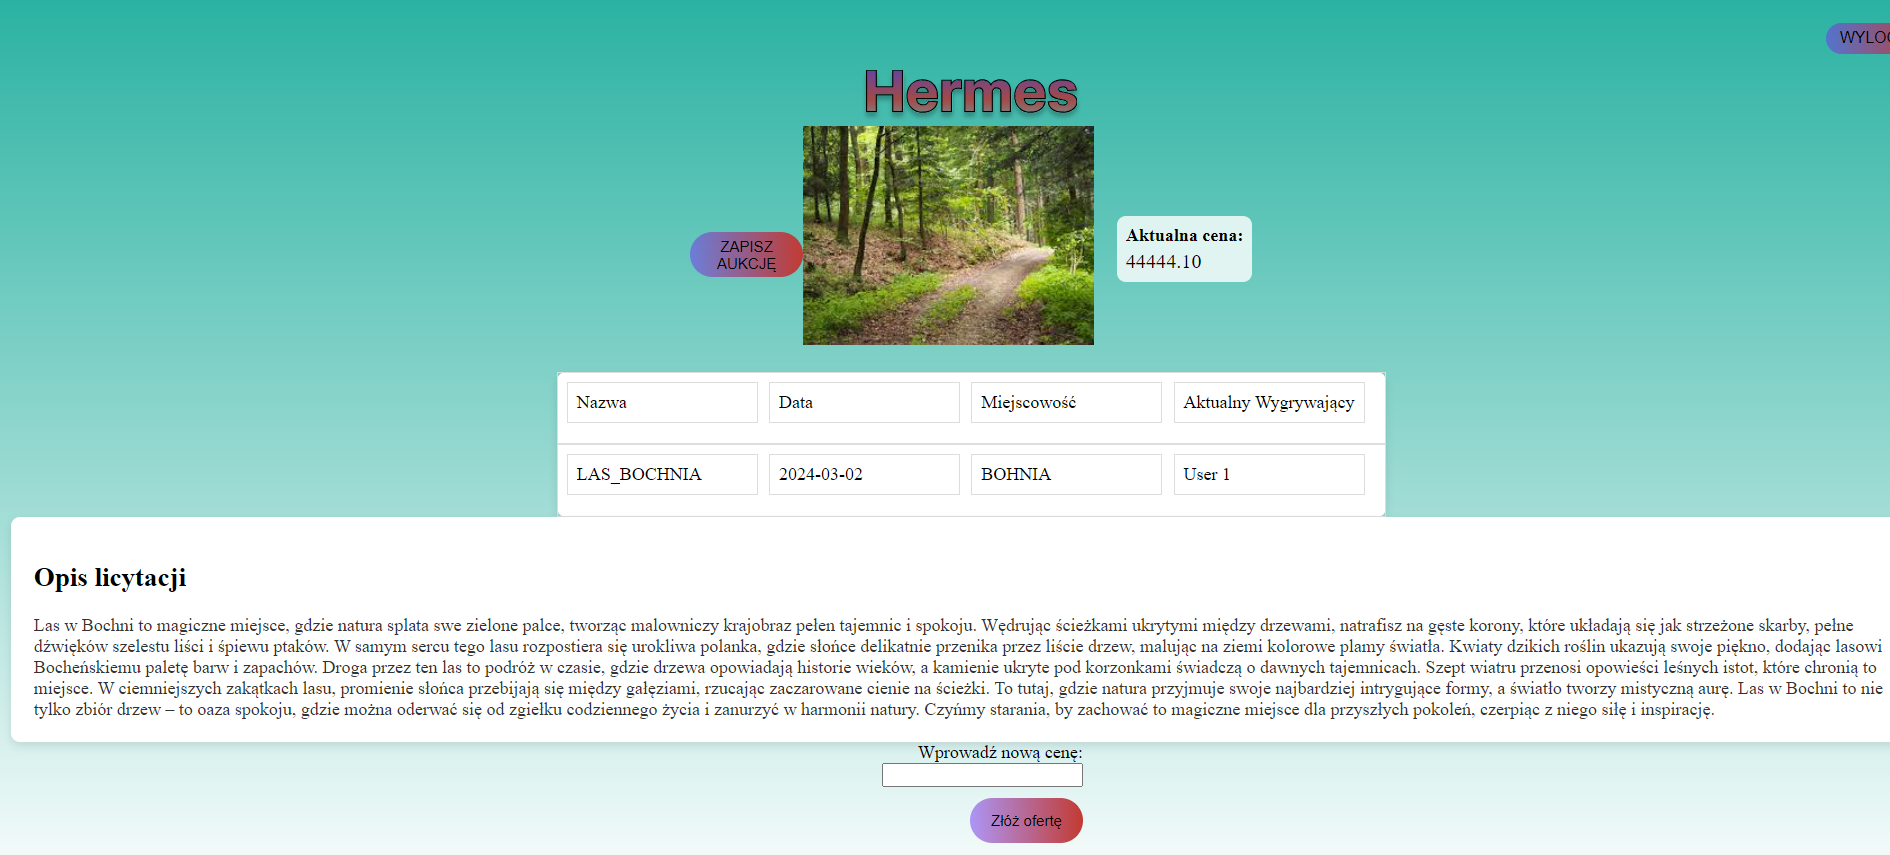 WYLO
Hermes
ZAPISZ
AUKCJĘ
Aktualna cena:
44444.10
Nazwa Data Miejscowość Aktualny Wygrywający
LAS_BOCHNIA 2024-03-02 BOHNIA User 1
Opis licytacji
Las w Bochni to magiczne miejsce, gdzie natura splata swe zielone palce, tworząc malowniczy krajobraz pełen tajemnic i spokoju. Wędrując ścieżkami ukrytymi między drzewami, natrafisz na gęste korony, które układają się jak strzeżone skarby, pełne
dźwięków szelestu liści i śpiewu ptaków. W samym sercu tego lasu rozpostiera się urokliwa polanka, gdzie słońce delikatnie przenika przez liście drzew, malując na ziemi kolorowe plamy światła. Kwiaty dzikich roślin ukazują swoje piękno, dodając lasowi
Bocheńskiemu paletę barw i zapachów. Droga przez ten las to podróż w czasie, gdzie drzewa opowiadają historie wieków, a kamienie ukryte pod korzonkami świadczą o dawnych tajemnicach. Szept wiatru przenosi opowieści leśnych istot, które chronią to
miejsce. W ciemniejszych zakątkach lasu, promienie słońca przebijają się między gałęziami, rzucając zaczarowane cienie na ścieżki. To tutaj, gdzie natura przyjmuje swoje najbardziej intrygujące formy, a światło tworzy mistyczną aurę. Las w Bochni to nie
tylko zbiór drzew – to oaza spokoju, gdzie można oderwać się od zgiełku codziennego życia i zanurzyć w harmonii natury. Czyńmy starania, by zachować to magiczne miejsce dla przyszłych pokoleń, czerpiąc z niego siłę i inspirację.
Wprowadź nową cenę:
Złóż ofertę